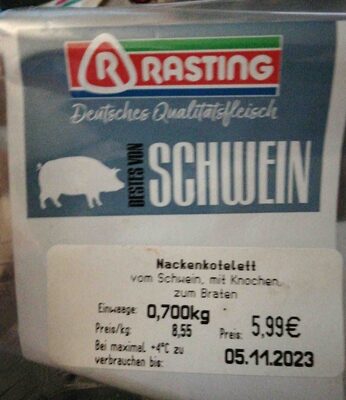 R RASTING
Deutsches Qualitätsfleisch
BESTES VON
SCHWEIN
Nackenkotelett
vom Schwein, mit Knochen,
zum Braten
Einwaage: 0,700kg
Preis/kg: 8,55 Preis: 5,99€
Bei maximal +4°C zu
verbrauchen bis: 05.11.2023